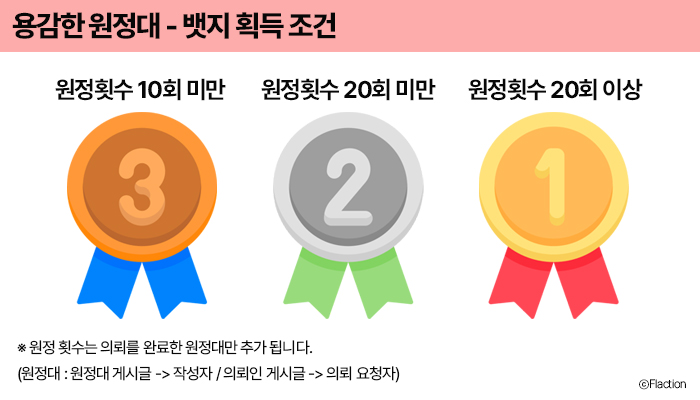 용감한 원정대 - 뱃지 획득 조건
원정횟수 10회 미만
원정횟수 20회 미만
원정횟수 20회 이상
3
2
1
※ 원정 횟수는 의뢰를 완료한 원정대만 추가 됩니다.
(원정대 : 원정대 게시글 -> 작성자 / 의뢰인 게시글 -> 의뢰 요청자)
©Flaction